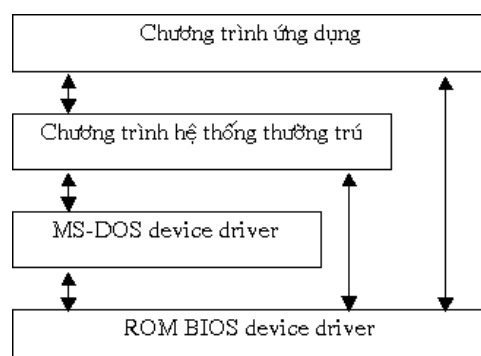 Chương trình ứng dụng
Chương trình hệ thống thường trú
MS-DOS device driver
ROM BIOS device driver